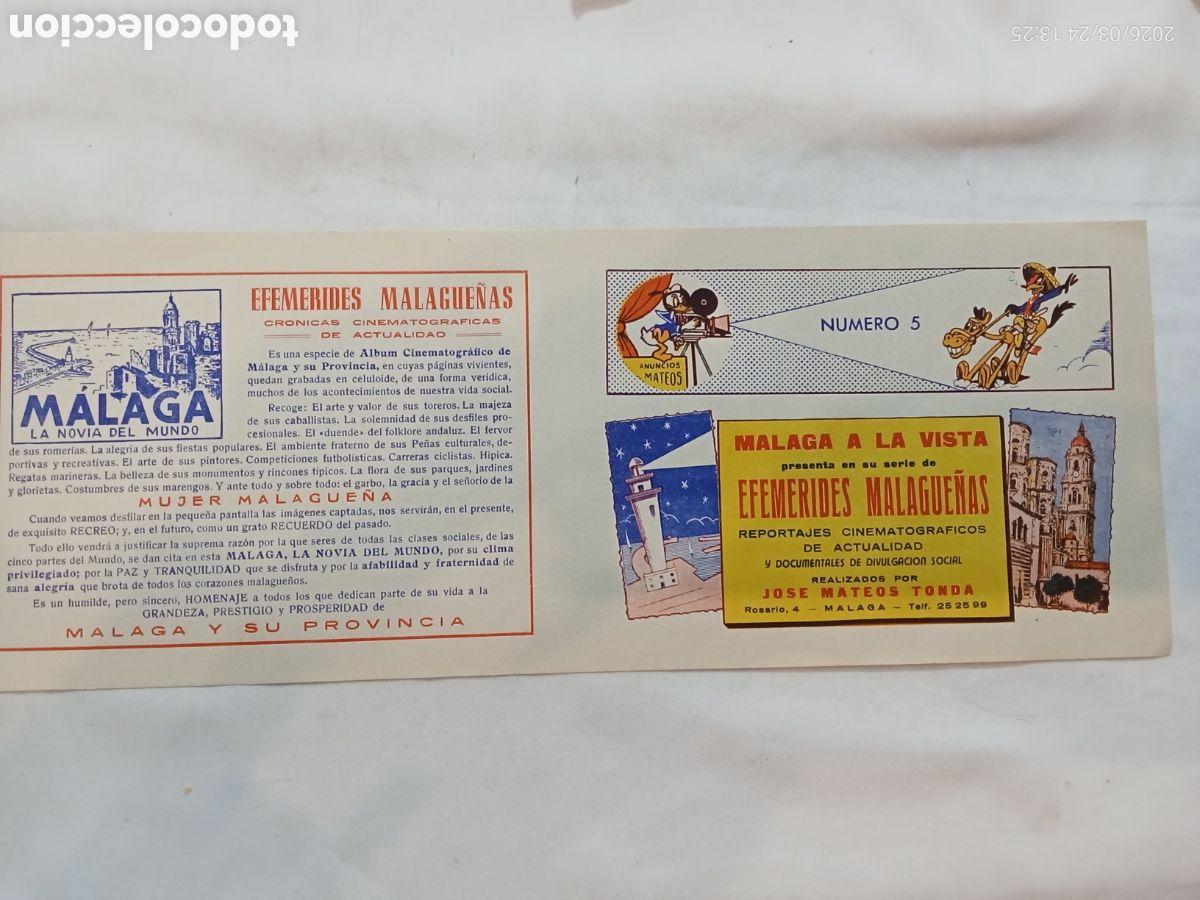 todocoleccion
2026/03/24 13:25
MÁLAGA
LA NOVIA DEL MUNDO
EFEMERIDES MALAGUEÑAS
CRONICAS CINEMATOGRAFICAS
DE ACTUALIDAD
Es una especie de Album Cinematográfico de
Málaga y su Provincia, en cuyas páginas vivientes,
quedan grabadas en celuloide, de una forma verídica,
muchos de los acontecimientos de nuestra vida social.
Recoge: El arte y valor de sus toreros. La majeza
de sus caballistas. La solemnidad de sus desfiles pro-
cesionales. El «duende» del folklore andaluz. El fervor
de sus romerías. La alegría de sus fiestas populares. El ambiente fraterno de sus Peñas culturales, de-
portivas y recreativas. El arte de sus pintores. Competiciones futbolísticas. Carreras ciclistas. Hípica.
Regatas marineras. La belleza de sus monumentos y rincones típicos. La flora de sus parques, jardines
y glorietas. Costumbres de sus marengos. Y ante todo y sobre todo: el garbo, la gracia y el señorío de la
MUJER MALAGUEÑA
Cuando veamos desfilar en la pequeña pantalla las imágenes captadas, nos servirán, en el presente,
de exquisito RECREO; y, en el futuro, como un grato RECUERDO del pasado.
Todo ello vendrá a justificar la suprema razón por la que seres de todas las clases sociales, de las
cinco partes del Mundo, se dan cita en esta MALAGA, LA NOVIA DEL MUNDO, por su clima
privilegiado; por la PAZ y TRANQUILIDAD que se disfruta y por la afabilidad y fraternidad de
sana alegría que brota de todos los corazones malagueños.
Es un humilde, pero sincero, HOMENAJE a todos los que dedican parte de su vida a la
GRANDEZA, PRESTIGIO y PROSPERIDAD de
MALAGA Y SU PROVINCIA
ANUNCIOS
MATEOS
NUMERO 5
MALAGA A LA VISTA
presenta en su serie de
EFEMERIDES MALAGUEÑAS
REPORTAJES CINEMATOGRAFICOS
DE ACTUALIDAD
Y DOCUMENTALES DE DIVULGACION SOCIAL
REALIZADOS POR
JOSE MATEOS TONDA
Rosario, 4 - MALAGA - Telf. 25 25 99